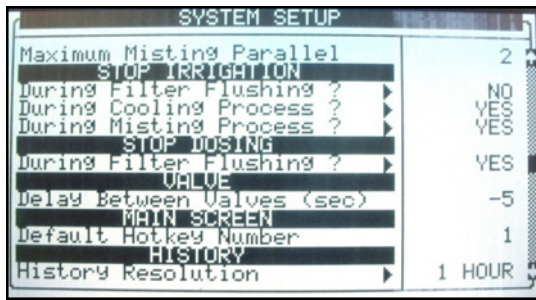 SYSTEM SETUP
Maximum Misting Parallel 2
STOP IRRIGATION
During Filter Flushing ? NO
During Cooling Process ? YES
During Misting Process ? YES
STOP DOSING
During Filter Flushing ? YES
VALVE
Delay Between Valves (sec) -5
MAIN SCREEN
Default Hotkey Number 1
HISTORY
History Resolution 1 HOUR